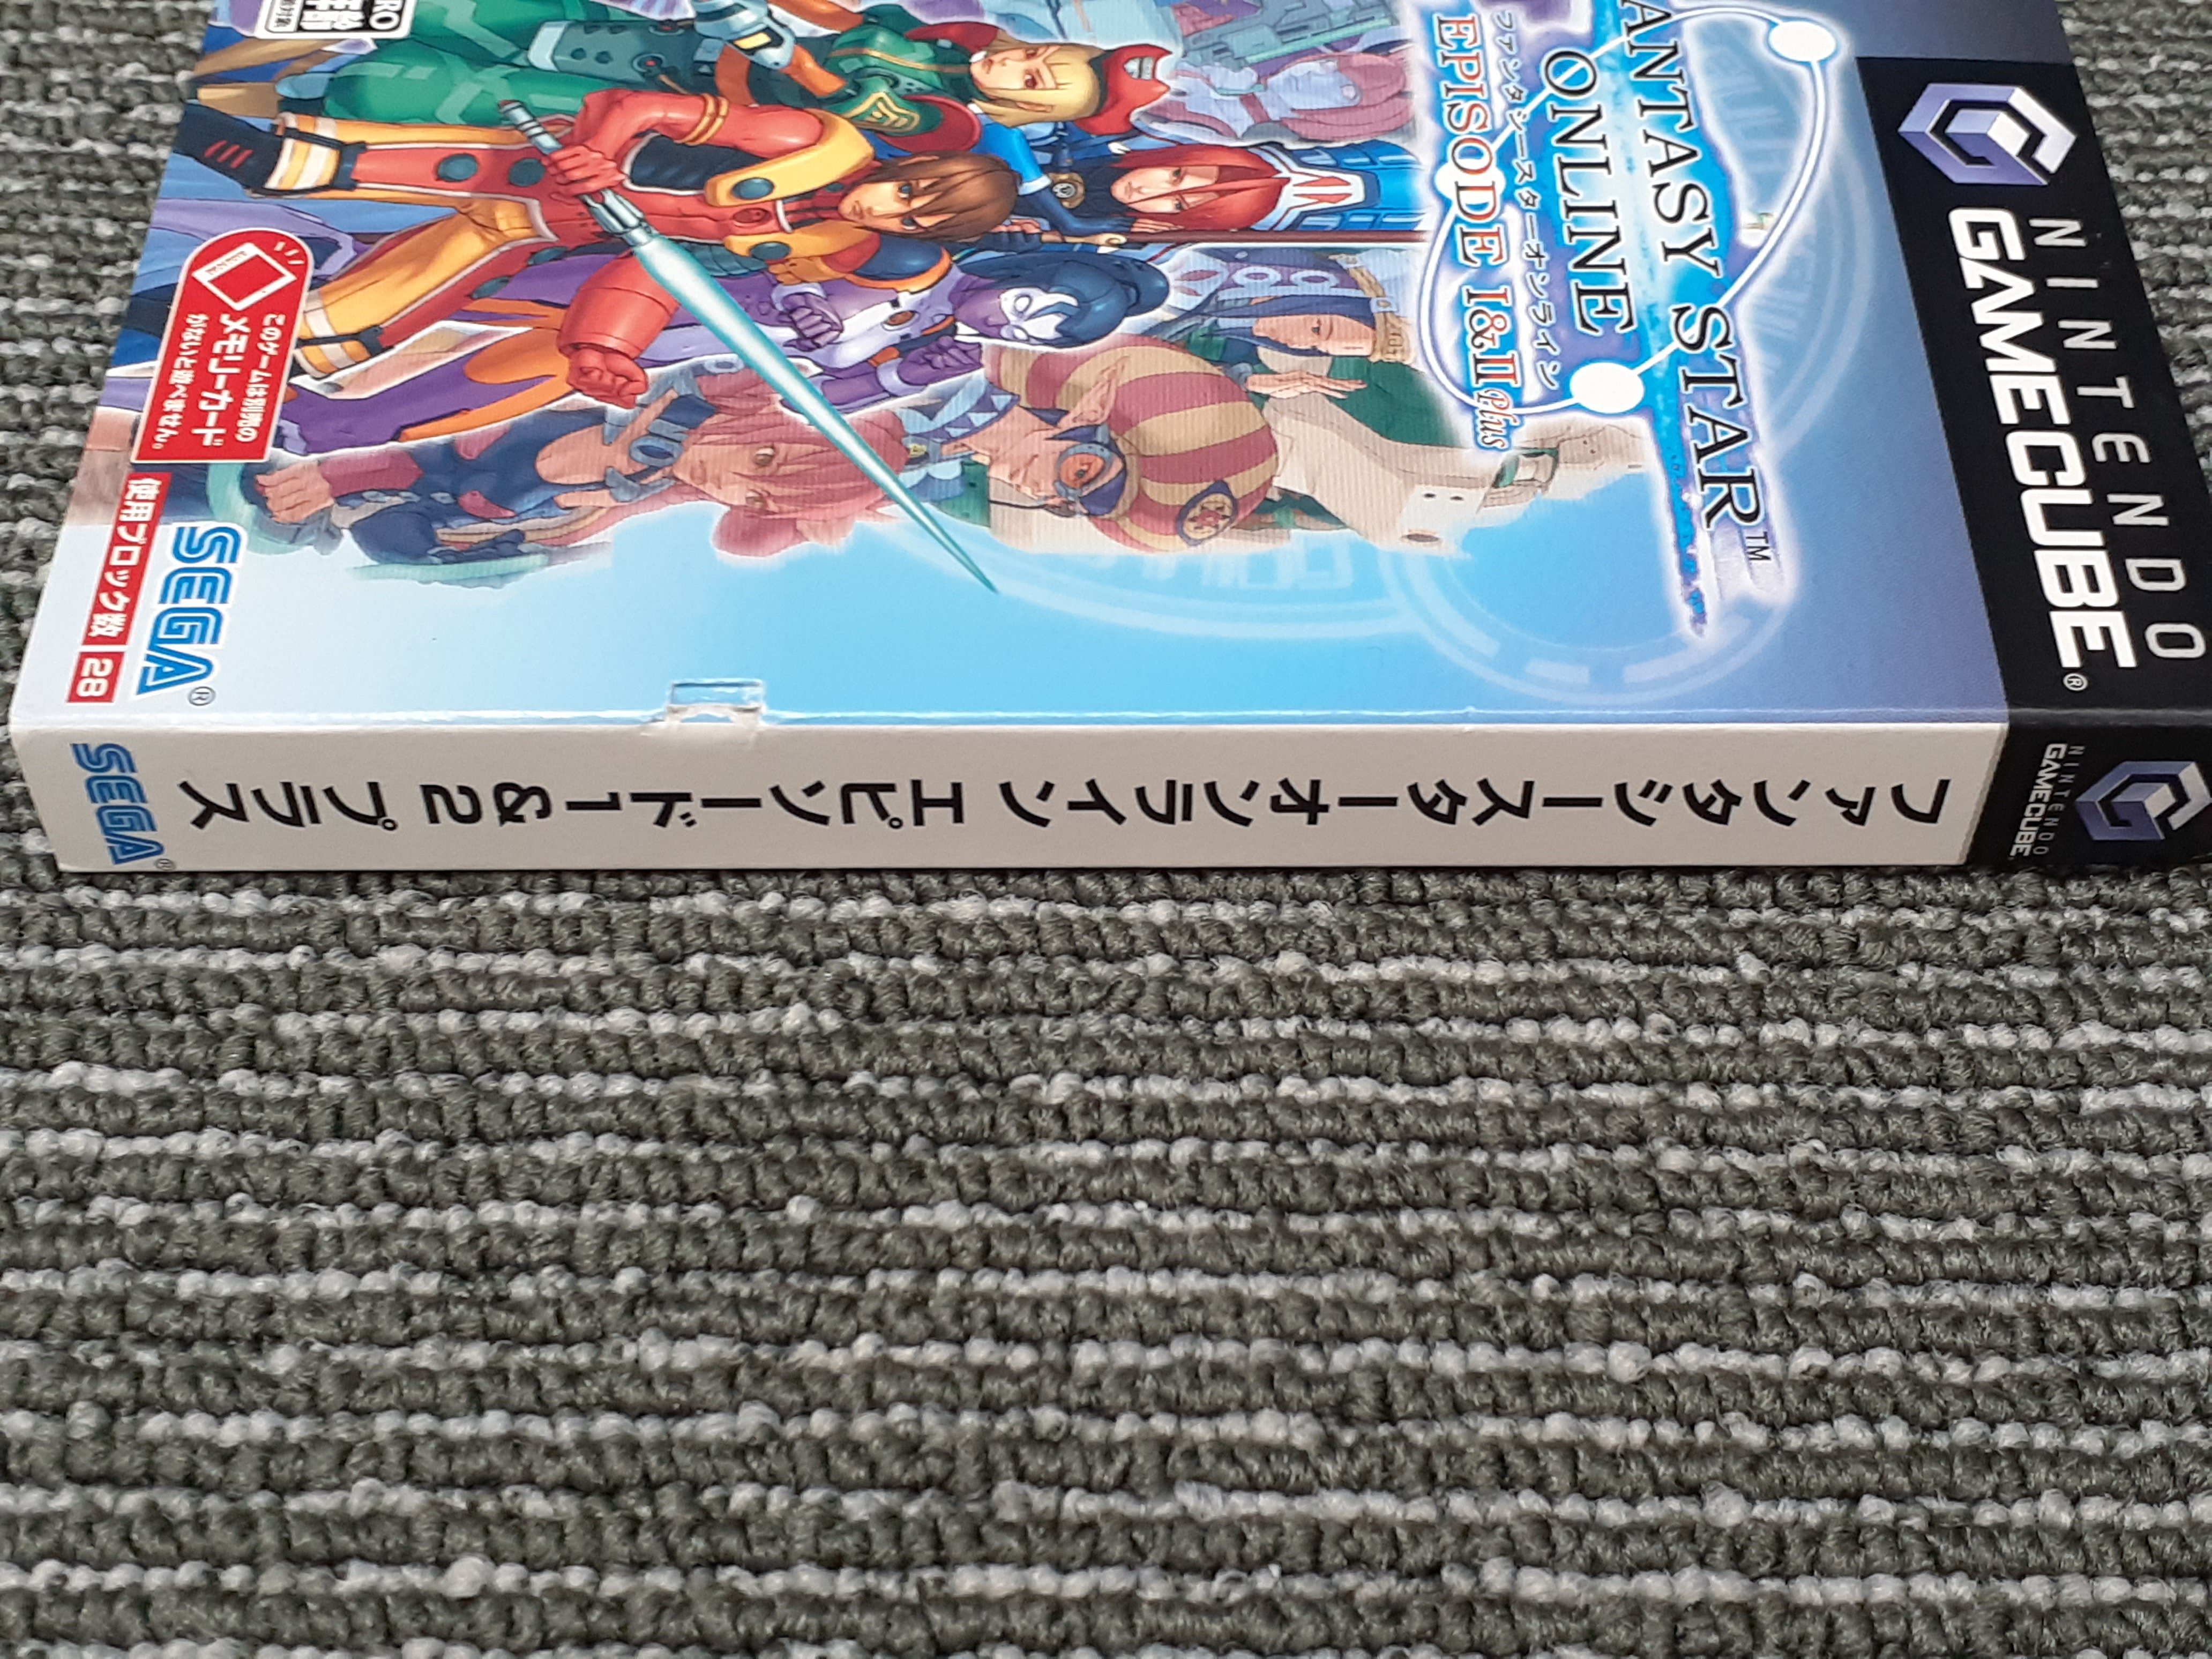 NINTENDO
GAMECUBE®
ANTASY STAR™
ONLINE
ファンタシースターオンライン
EPISODE I&II Plus
このゲームは別売の
メモリーカード
がないと遊べません。
使用ブロック数 28
SEGA®
NINTENDO
GAMECUBE
ファンタシースターオンライン エピソード1&2 プラス
SEGA®